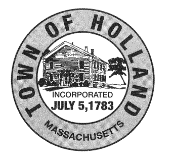 TOWN OF HOLLAND
INCORPORATED
JULY 5, 1783
MASSACHUSETTS